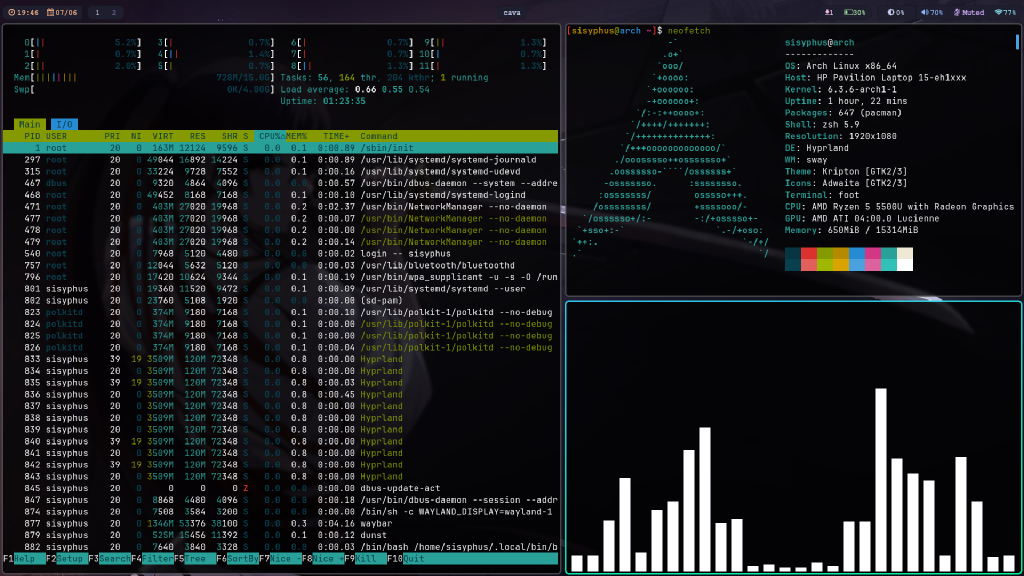 19:46 07/06 1 2 cava 1 30% 0% 70% Muted 77%
0[|| 5.2%] 3[| 0.7%] 6[| 0.7%] 9[|| 1.3%]
1[| 0.7%] 4[|| 1.4%] 7[| 0.7%] 10[|| 1.3%]
2[|| 2.0%] 5[| 0.7%] 8[|| 1.3%] 11[| 1.3%]
Mem[|||||||||| 928M/15.0G] Tasks: 56, 164 thr, 204 kthr; 1 running
Swp[ 0K/4.00G] Load average: 0.66 0.55 0.54
Uptime: 01:23:35
Main I/O
PID USER PRI NI VIRT RES SHR S CPU% MEM% TIME+ Command
1 root 20 0 163M 12124 9596 S 0.0 0.1 0:00.89 /sbin/init
297 root 20 0 49044 16892 14224 S 0.0 0.1 0:00.39 /usr/lib/systemd/systemd-journald
315 root 20 0 33224 9728 7552 S 0.0 0.1 0:00.16 /usr/lib/systemd/systemd-udevd
467 dbus 20 0 9320 4864 4096 S 0.0 0.0 0:00.57 /usr/bin/dbus-daemon --system --addre
468 root 20 0 49452 8168 7168 S 0.0 0.1 0:00.10 /usr/lib/systemd/systemd-logind
471 root 20 0 403M 27020 19968 S 0.0 0.2 0:02.37 /usr/bin/NetworkManager --no-daemon
477 root 20 0 403M 27020 19968 S 0.0 0.2 0:00.07 /usr/bin/NetworkManager --no-daemon
478 root 20 0 403M 27020 19968 S 0.0 0.2 0:00.00 /usr/bin/NetworkManager --no-daemon
479 root 20 0 403M 27020 19968 S 0.0 0.2 0:00.14 /usr/bin/NetworkManager --no-daemon
540 root 20 0 7968 5120 4480 S 0.0 0.0 0:00.02 login -- sisyphus
757 root 20 0 12044 5632 5120 S 0.0 0.0 0:00.03 /usr/lib/bluetooth/bluetoothd
796 root 20 0 17420 10624 9344 S 0.0 0.1 0:00.19 /usr/bin/wpa_supplicant -u -s -O /run
801 sisyphus 20 0 19360 11520 9472 S 0.0 0.1 0:00.09 /usr/lib/systemd/systemd --user
802 sisyphus 20 0 23760 5108 1920 S 0.0 0.0 0:00.00 (sd-pam)
823 polkitd 20 0 374M 9180 7168 S 0.0 0.1 0:00.10 /usr/lib/polkit-1/polkitd --no-debug
824 polkitd 20 0 374M 9180 7168 S 0.0 0.1 0:00.00 /usr/lib/polkit-1/polkitd --no-debug
825 polkitd 20 0 374M 9180 7168 S 0.0 0.1 0:00.00 /usr/lib/polkit-1/polkitd --no-debug
826 polkitd 20 0 374M 9180 7168 S 0.0 0.1 0:00.04 /usr/lib/polkit-1/polkitd --no-debug
833 sisyphus 39 19 3509M 120M 72348 S 0.0 0.8 0:00.00 Hyprland
834 sisyphus 20 0 3509M 120M 72348 S 0.0 0.8 0:00.00 Hyprland
835 sisyphus 39 19 3509M 120M 72348 S 0.0 0.8 0:00.03 Hyprland
836 sisyphus 20 0 3509M 120M 72348 S 0.0 0.8 0:00.45 Hyprland
837 sisyphus 20 0 3509M 120M 72348 S 0.0 0.8 0:00.00 Hyprland
838 sisyphus 20 0 3509M 120M 72348 S 0.0 0.8 0:00.00 Hyprland
839 sisyphus 20 0 3509M 120M 72348 S 0.0 0.8 0:00.00 Hyprland
840 sisyphus 39 19 3509M 120M 72348 S 0.0 0.8 0:00.00 Hyprland
841 sisyphus 20 0 3509M 120M 72348 S 0.0 0.8 0:00.00 Hyprland
842 sisyphus 39 19 3509M 120M 72348 S 0.0 0.8 0:00.00 Hyprland
843 sisyphus 20 0 3509M 120M 72348 S 0.0 0.8 0:00.00 Hyprland
845 sisyphus 20 0 0 0 0 Z 0.0 0.0 0:00.00 dbus-update-act
847 sisyphus 20 0 8868 4480 4096 S 0.0 0.0 0:00.18 /usr/bin/dbus-daemon --session --addr
874 sisyphus 20 0 7508 3584 3200 S 0.0 0.0 0:00.00 /bin/sh -c WAYLAND_DISPLAY=wayland-1
877 sisyphus 20 0 1346M 53376 38100 S 0.0 0.3 0:04.16 waybar
879 sisyphus 20 0 525M 15456 11392 S 0.0 0.1 0:00.12 dunst
882 sisyphus 20 0 7640 3840 3328 S 0.0 0.0 0:00.03 /bin/bash /home/sisyphus/.local/bin/b
F1Help F2Setup F3Search F4Filter F5Tree F6SortBy F7Nice - F8Nice + F9Kill F10Quit
[sisyphus@arch ~]$ neofetch
sisyphus@arch
-------------
OS: Arch Linux x86_64
Host: HP Pavilion Laptop 15-eh1xxx
Kernel: 6.3.6-arch1-1
Uptime: 1 hour, 22 mins
Packages: 647 (pacman)
Shell: zsh 5.9
Resolution: 1920x1080
DE: Hyprland
WM: sway
Theme: Kripton [GTK2/3]
Icons: Adwaita [GTK2/3]
Terminal: foot
CPU: AMD Ryzen 5 5500U with Radeon Graphics
GPU: AMD ATI 04:00.0 Lucienne
Memory: 650MiB / 15314MiB